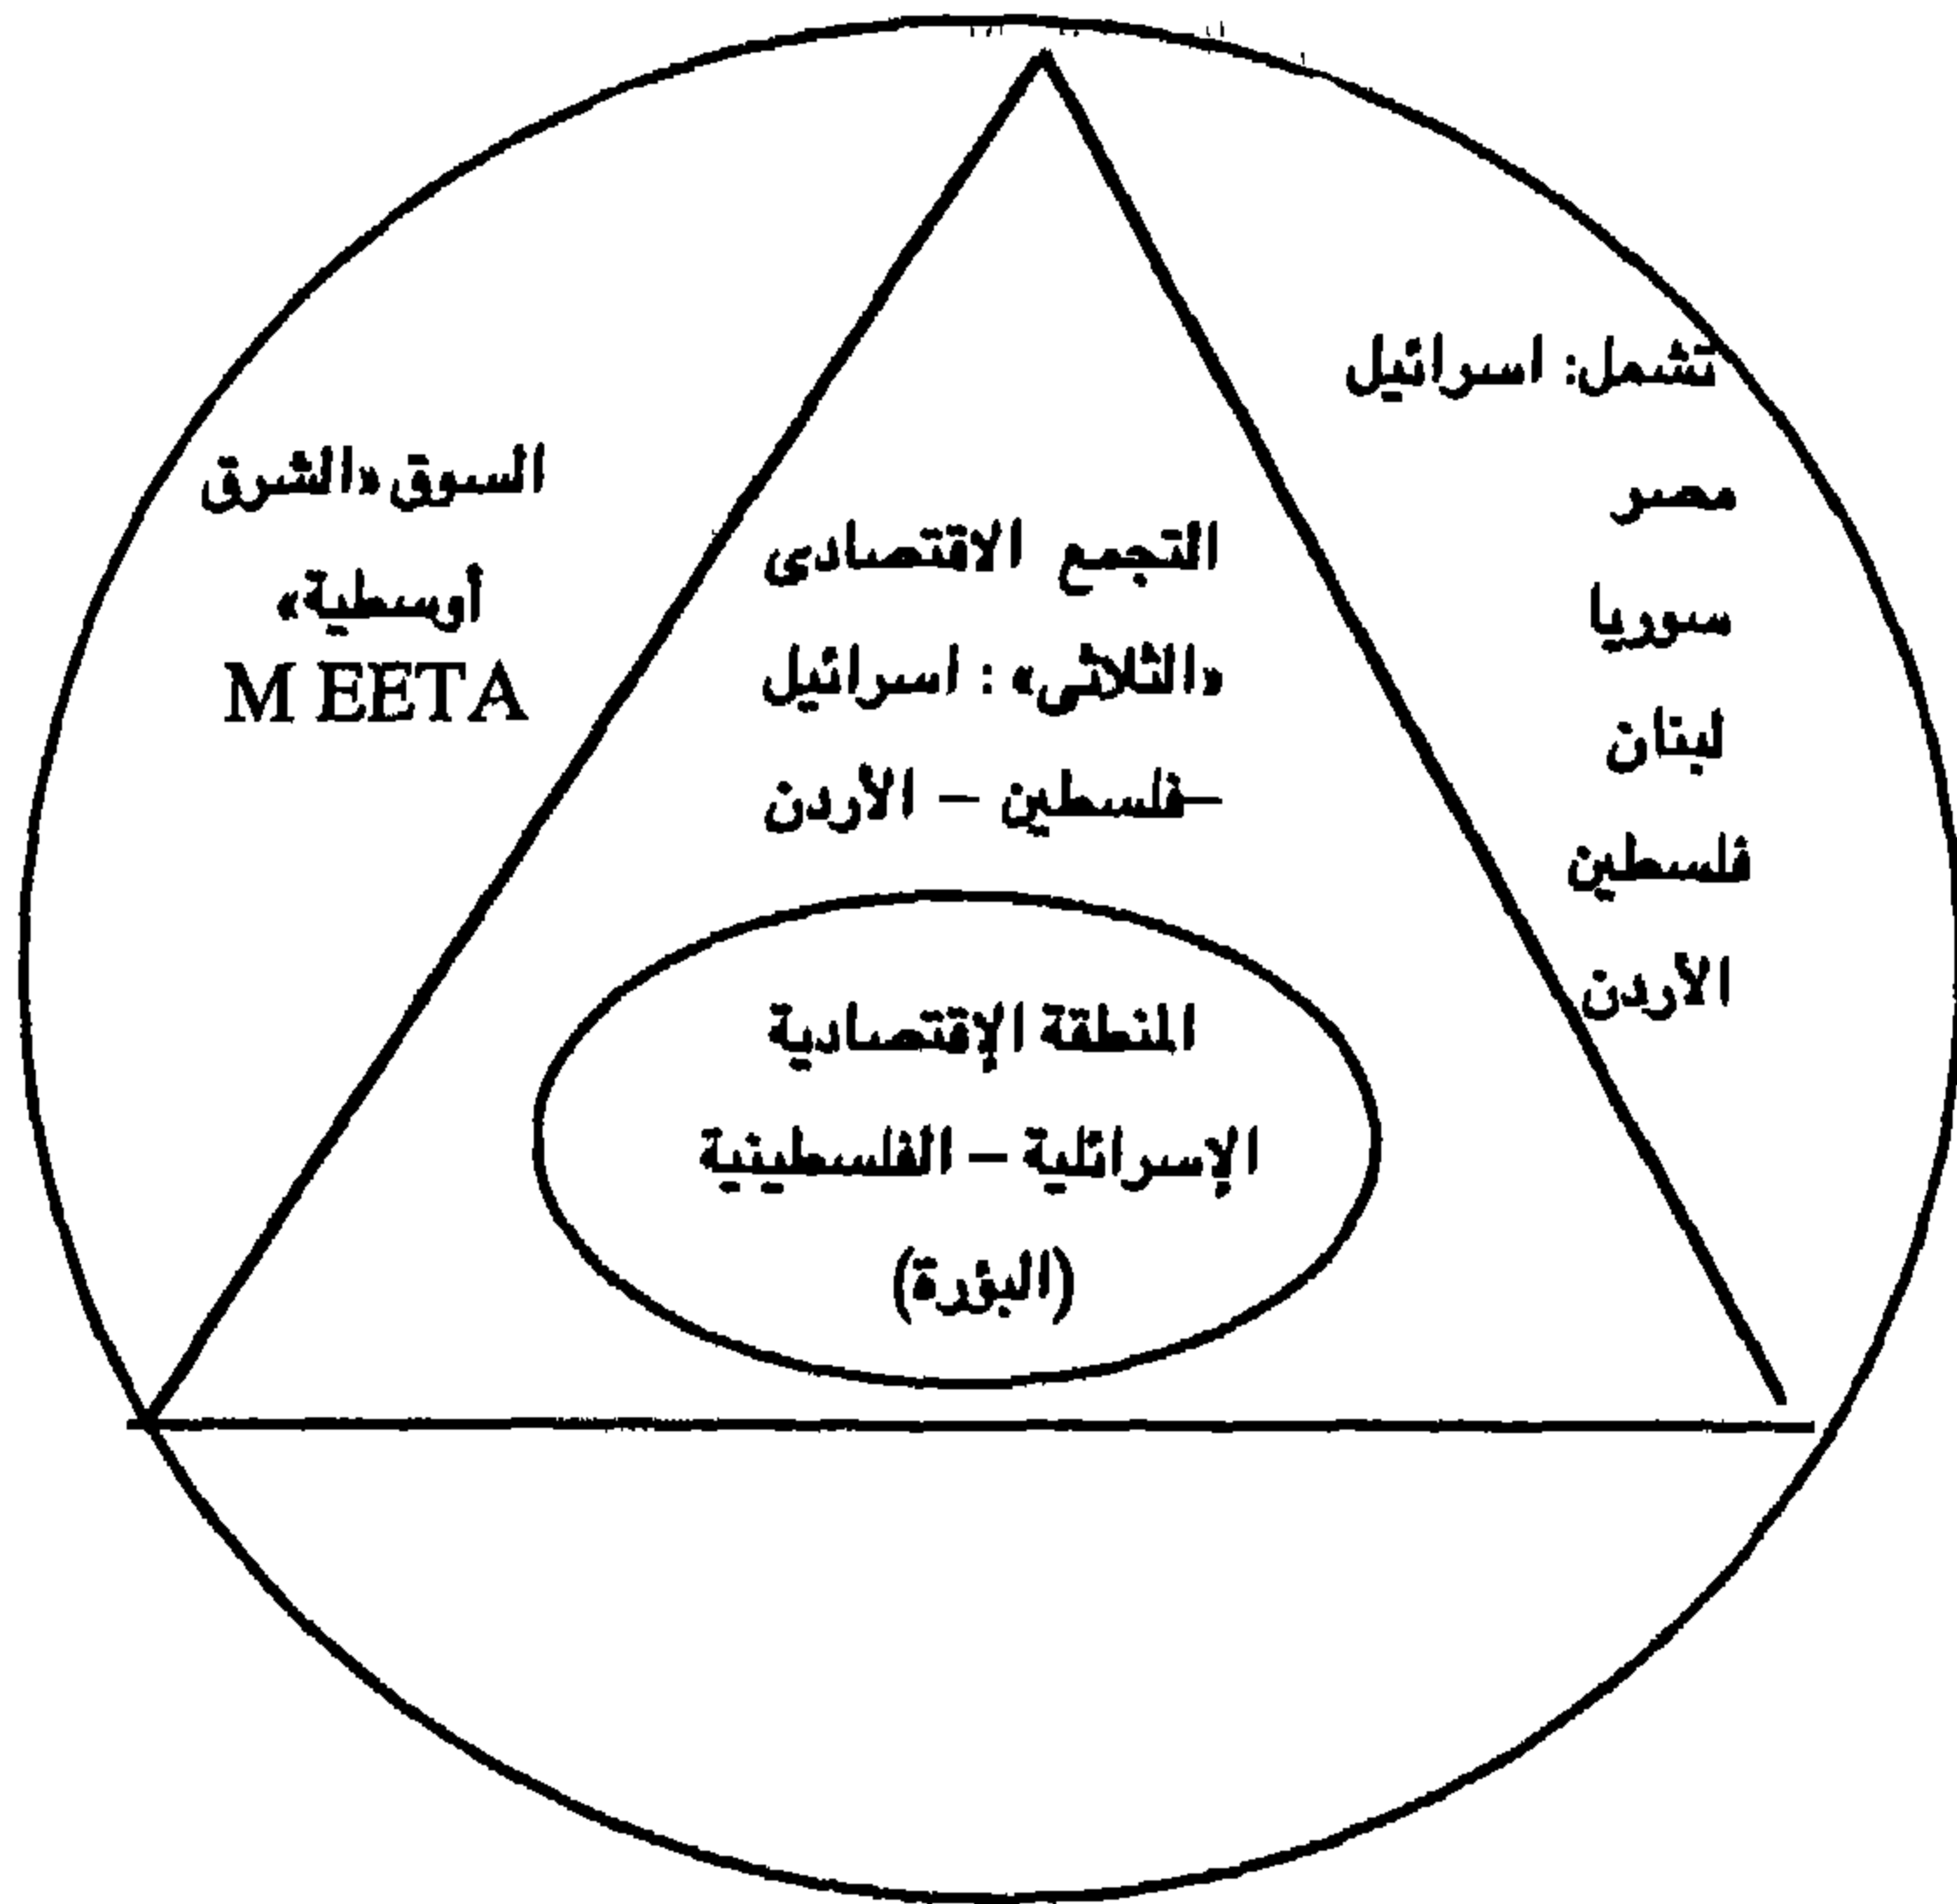 تشمل: اسرائيل
مصر
سوريا
لبنان
فلسطين
الأردن
السوق «الشرق
أوسطية»
M EETA
التجمع الاقتصادى
«الثلاثى» : اسرائيل
–فلسطين – الأردن
المنطقة الإقتصادية
الإسرائلية – الفلسطينية
(البؤرة)